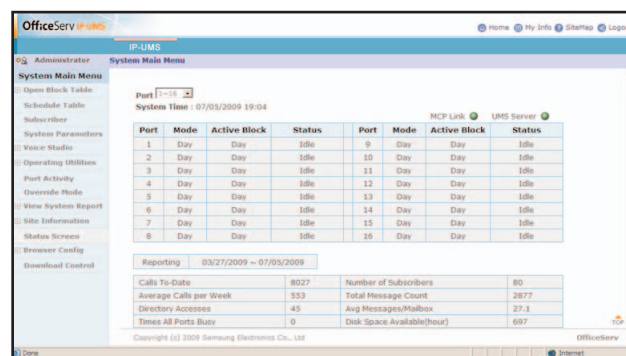 OfficeServ IP-UMS
Home My Info SiteMap Logo
IP-UMS
Administrator
System Main Menu
System Main Menu
Open Block Table
Schedule Table
Subscriber
System Parameters
Voice Studio
Operating Utilities
Port Activity
Override Mode
View System Report
Site Information
Status Screen
Browser Config
Download Control
Port 1~16
System Time : 07/05/2009 19:04
MCP Link UMS Server
Port Mode Active Block Status Port Mode Active Block Status
1 Day Day Idle 9 Day Day Idle
2 Day Day Idle 10 Day Day Idle
3 Day Day Idle 11 Day Day Idle
4 Day Day Idle 12 Day Day Idle
5 Day Day Idle 13 Day Day Idle
6 Day Day Idle 14 Day Day Idle
7 Day Day Idle 15 Day Day Idle
8 Day Day Idle 16 Day Day Idle
Reporting 03/27/2009 ~ 07/05/2009
Calls To-Date 8027 Number of Subscribers 80
Average Calls per Week 553 Total Message Count 2877
Directory Accesses 45 Avg Messages/Mailbox 27.1
Times All Ports Busy 0 Disk Space Available(hour) 697
TOP
Copyright (c) 2009 Samsung Electronics Co., Ltd
OfficeServ
Done
Internet